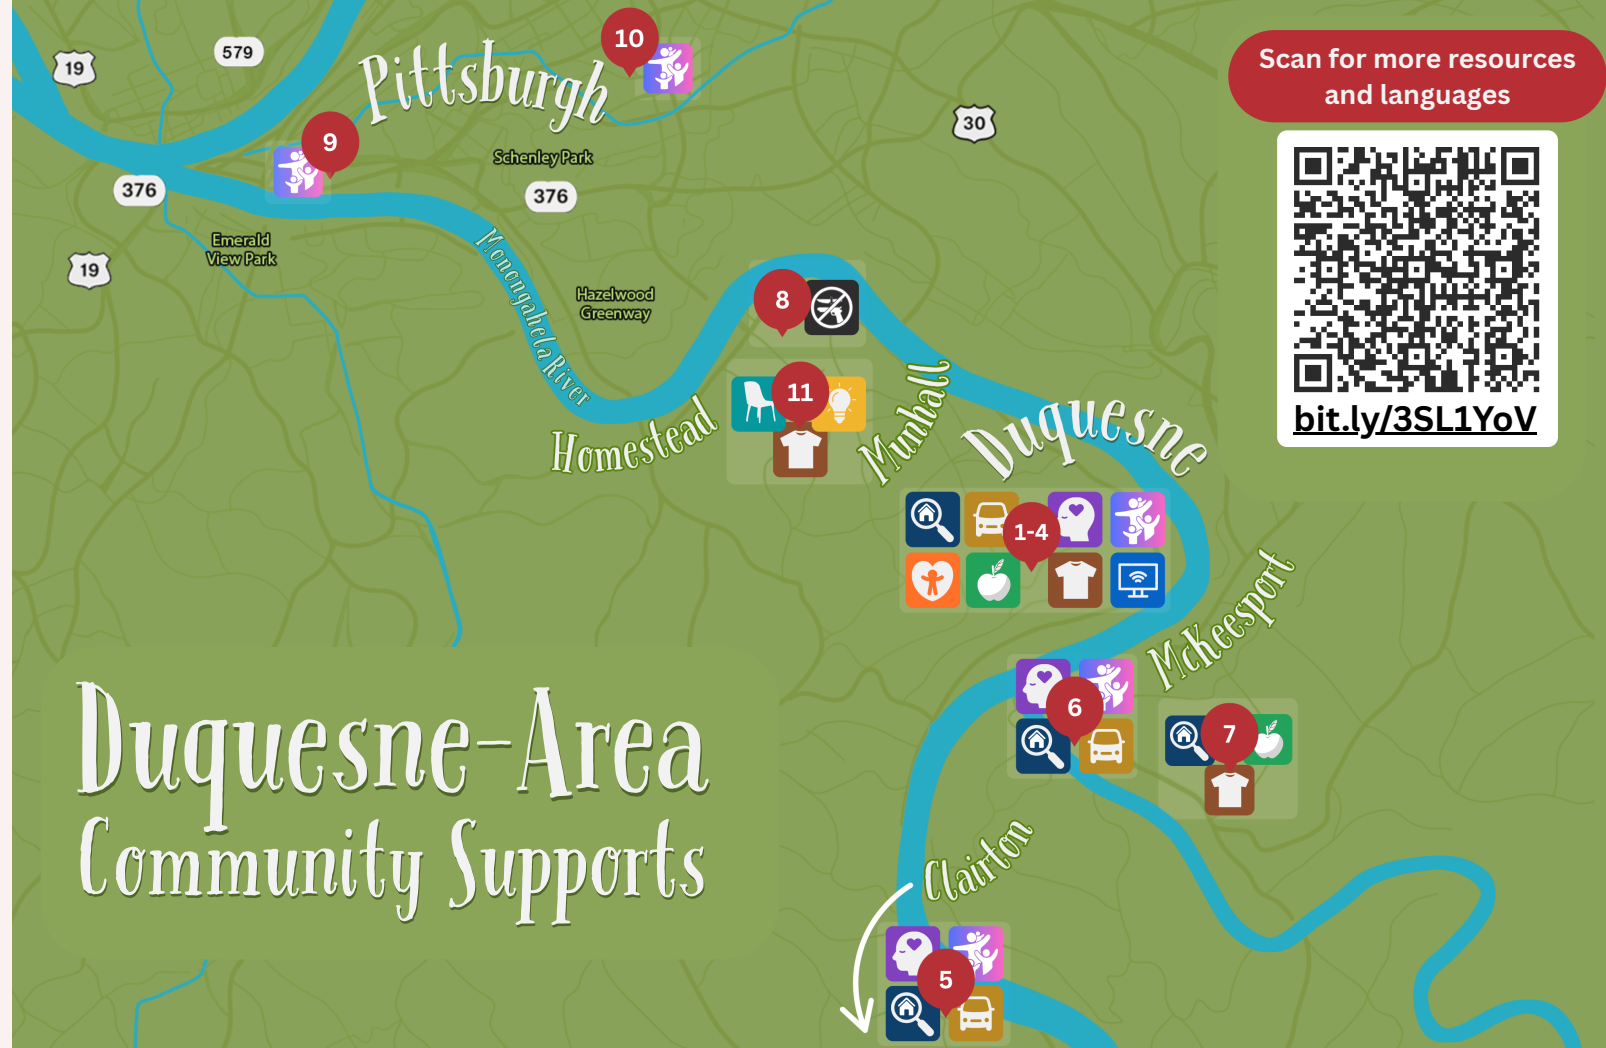 19
579
Pittsburgh
10
Scan for more resources
and languages
9
Schenley Park
30
376
376
Emerald
View Park
19
Monongahela River
Hazelwood
Greenway
8
11
Homestead
Munhall
Duquesne
bit.ly/3SL1YoV
1-4
McKeesport
6
7
Duquesne-Area
Community Supports
Clairton
5